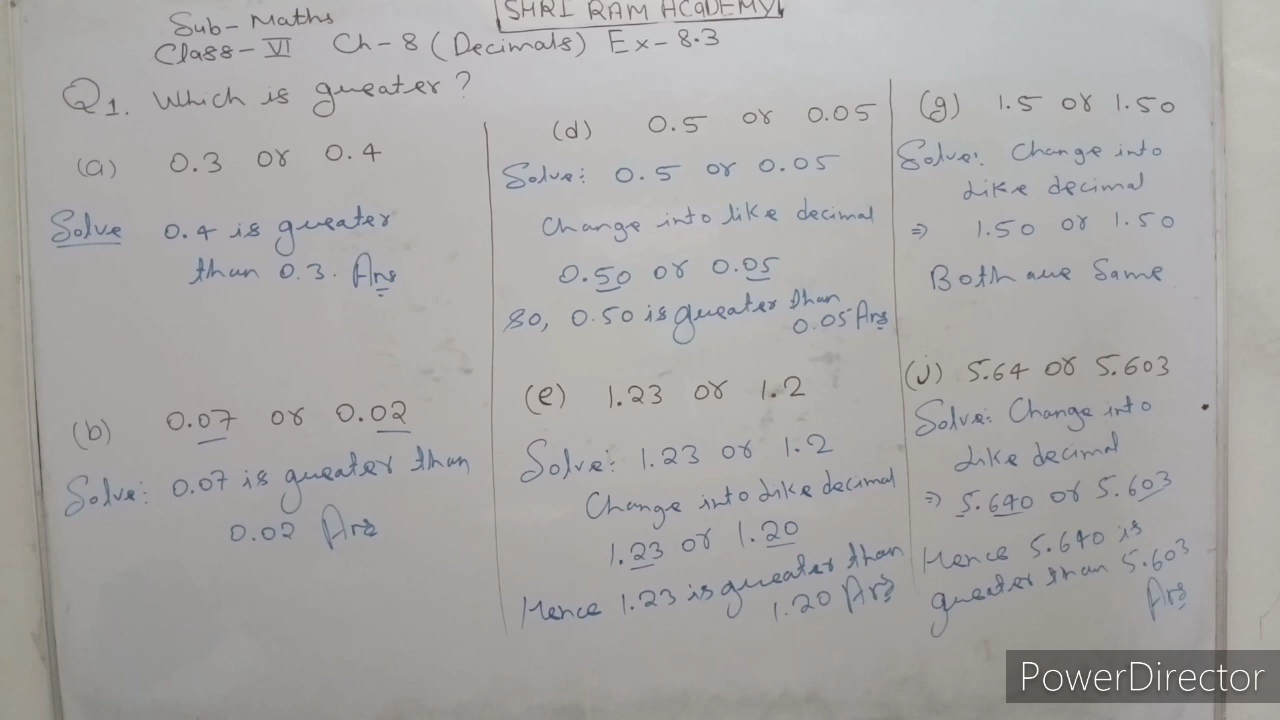 SHRI RAM ACADEMY
Sub- Maths
Class- VI Ch-8 (Decimals) Ex-8.3
Q1. Which is greater?
(a) 0.3 or 0.4
Solve 0.4 is greater
than 0.3. Ans
(b) 0.07 or 0.02
Solve: 0.07 is greater than
0.02 Ans
(d) 0.5 or 0.05
Solve: 0.5 or 0.05
Change into like decimal
0.50 or 0.05
So, 0.50 is greater than
0.05 Ans
(e) 1.23 or 1.2
Solve: 1.23 or 1.2
Change into like decimal
1.23 or 1.20
Hence 1.23 is greater than
1.20 Ans
(g) 1.5 or 1.50
Solve: Change into
like decimal
⇒ 1.50 or 1.50
Both are Same
(j) 5.64 or 5.603
Solve: Change into
like decimal
⇒ 5.640 or 5.603
Hence 5.640 is
greater than 5.603
Ans
PowerDirector